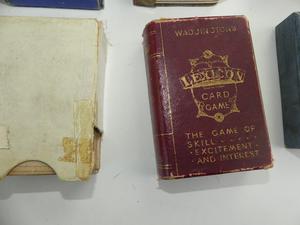 WADDINGTON'S
LEXICON
CARD
GAME
THE GAME OF
SKILL
EXCITEMENT
AND INTEREST